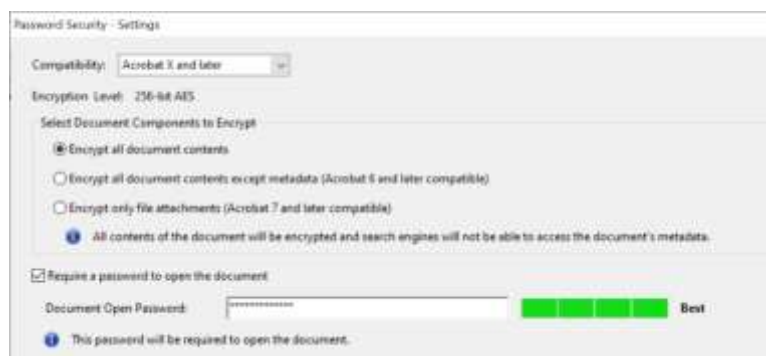 Password Security - Settings
Compatibility: Acrobat X and later
Encryption Level: 256-bit AES
Select Document Components to Encrypt
Encrypt all document contents
Encrypt all document contents except metadata (Acrobat 6 and later compatible)
Encrypt only file attachments (Acrobat 7 and later compatible)
All contents of the document will be encrypted and search engines will not be able to access the document's metadata.
Require a password to open the document
Document Open Password: ************* Best
This password will be required to open the document.